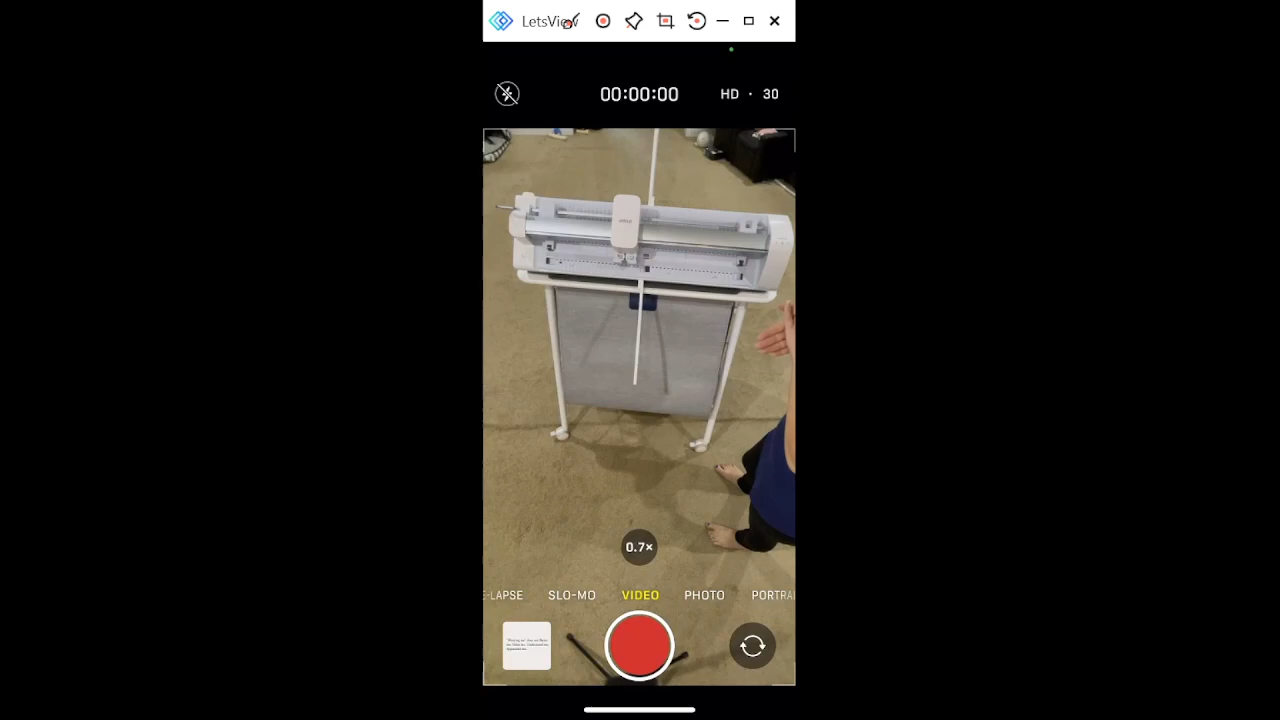 LetsView
00:00:00
HD · 30
0.7×
E-LAPSE SLO-MO VIDEO PHOTO PORTRAI